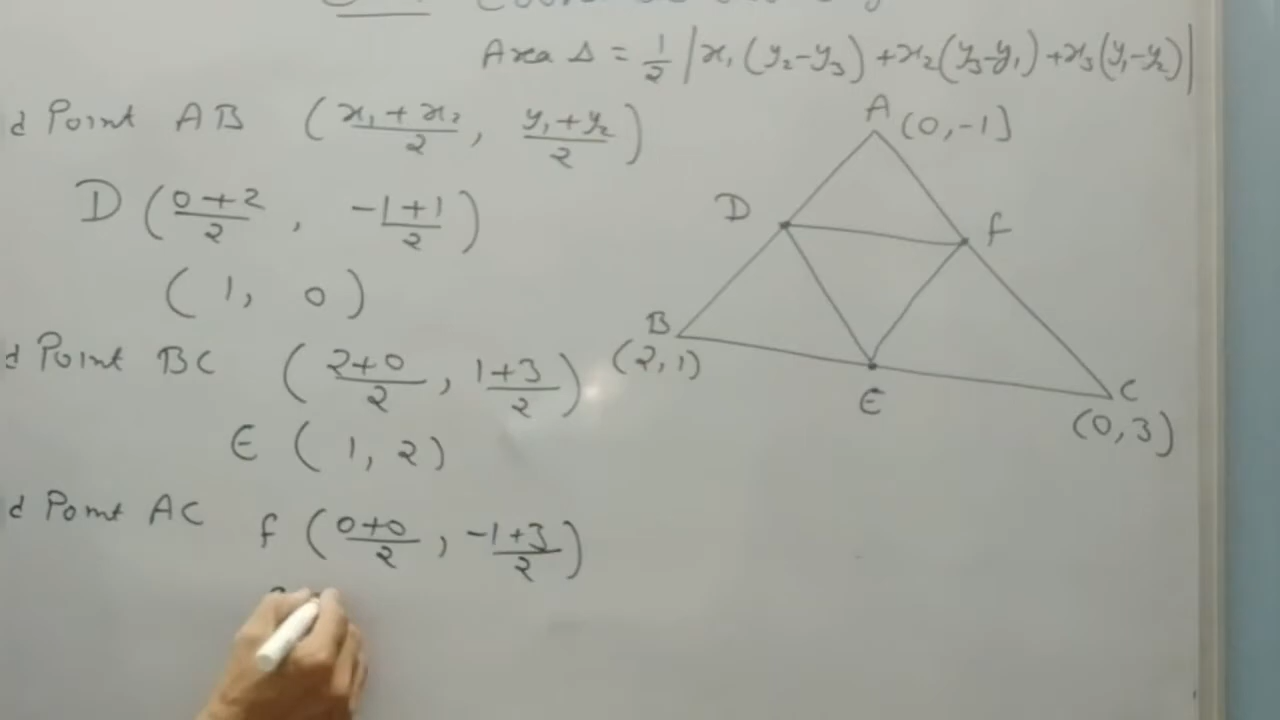 Area Δ = 1/2 |x₁(y₂-y₃) + x₂(y₃-y₁) + x₃(y₁-y₂)|
d Point AB ( x₁+x₂/2 , y₁+y₂/2 )
D ( 0+2/2 , -1+1/2 )
( 1, 0 )
d Point BC ( 2+0/2 , 1+3/2 )
E ( 1, 2 )
d Point AC F ( 0+0/2 , -1+3/2 )
A (0,-1)
D
F
B
(2,1)
E
C
(0,3)